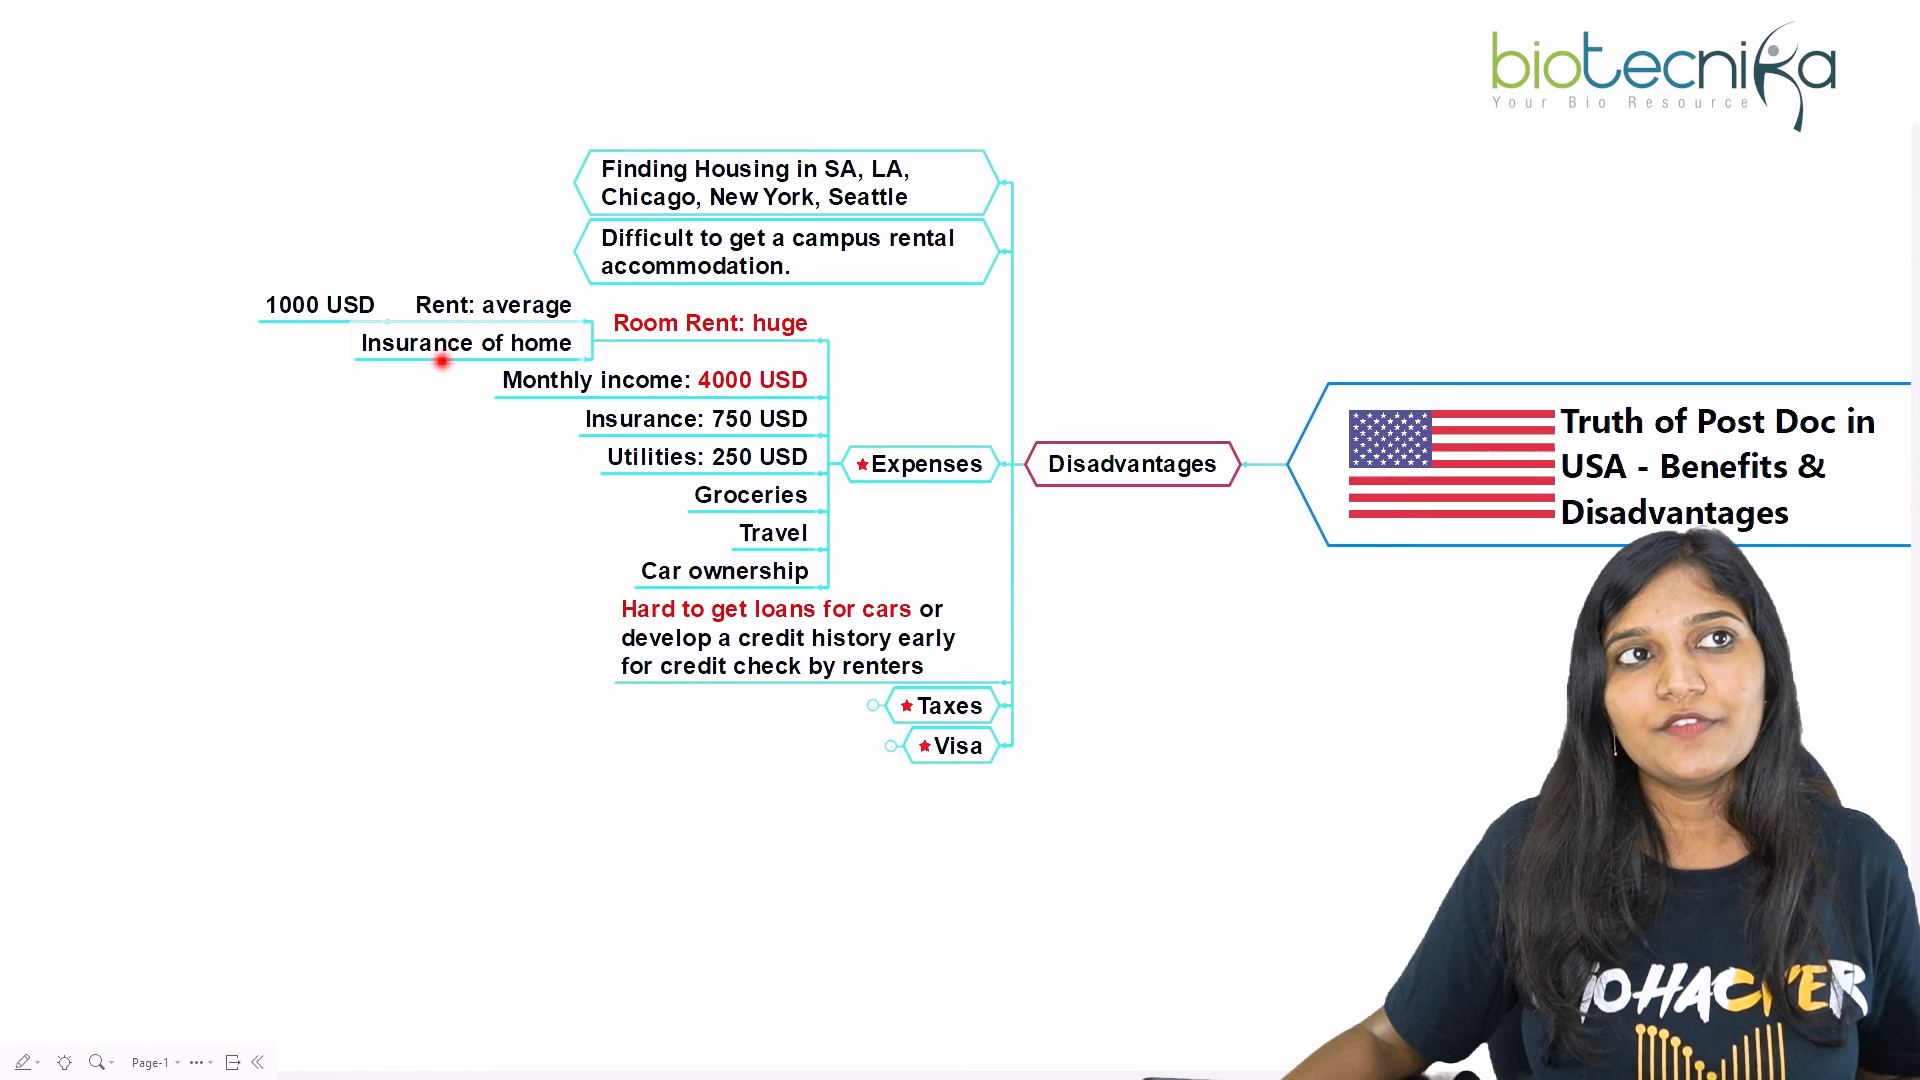 biotecnika
Your Bio Resource
Finding Housing in SA, LA,
Chicago, New York, Seattle
Difficult to get a campus rental
accommodation.
1000 USD
Rent: average
Insurance of home
Room Rent: huge
Monthly income: 4000 USD
Insurance: 750 USD
Utilities: 250 USD
Groceries
Travel
Car ownership
Expenses
Disadvantages
Truth of Post Doc in
USA - Benefits &
Disadvantages
Hard to get loans for cars or
develop a credit history early
for credit check by renters
Taxes
Visa
Page-1